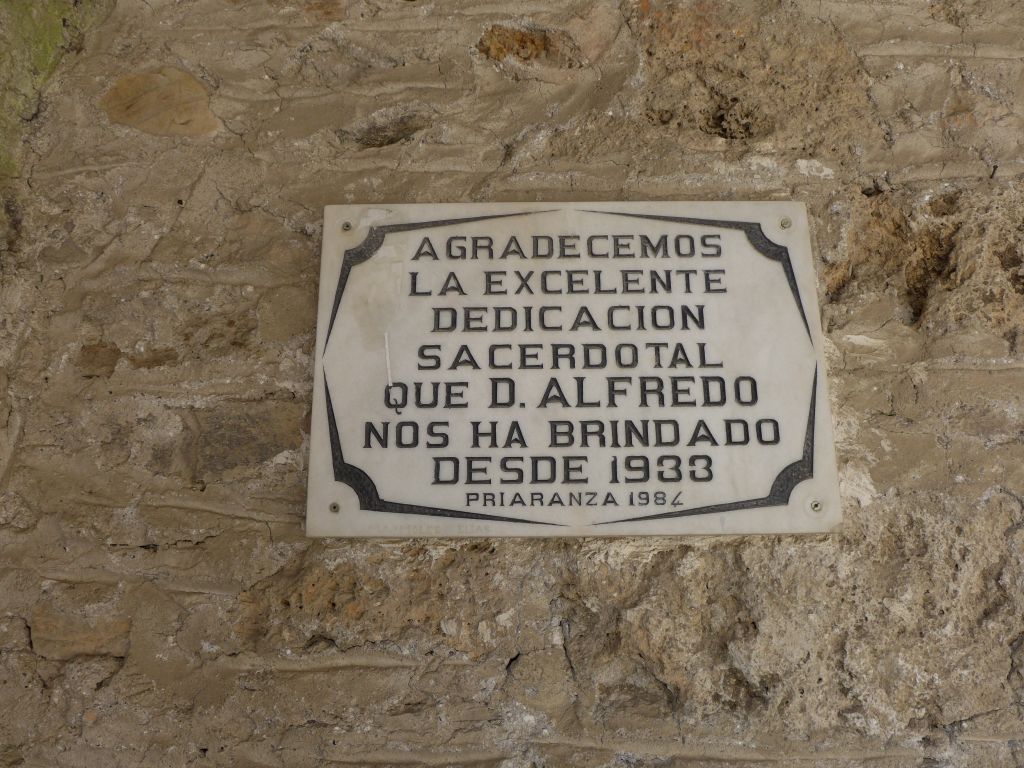 AGRADECEMOS
LA EXCELENTE
DEDICACION
SACERDOTAL
QUE D. ALFREDO
NOS HA BRINDADO
DESDE 1933
PRIARANZA 1984